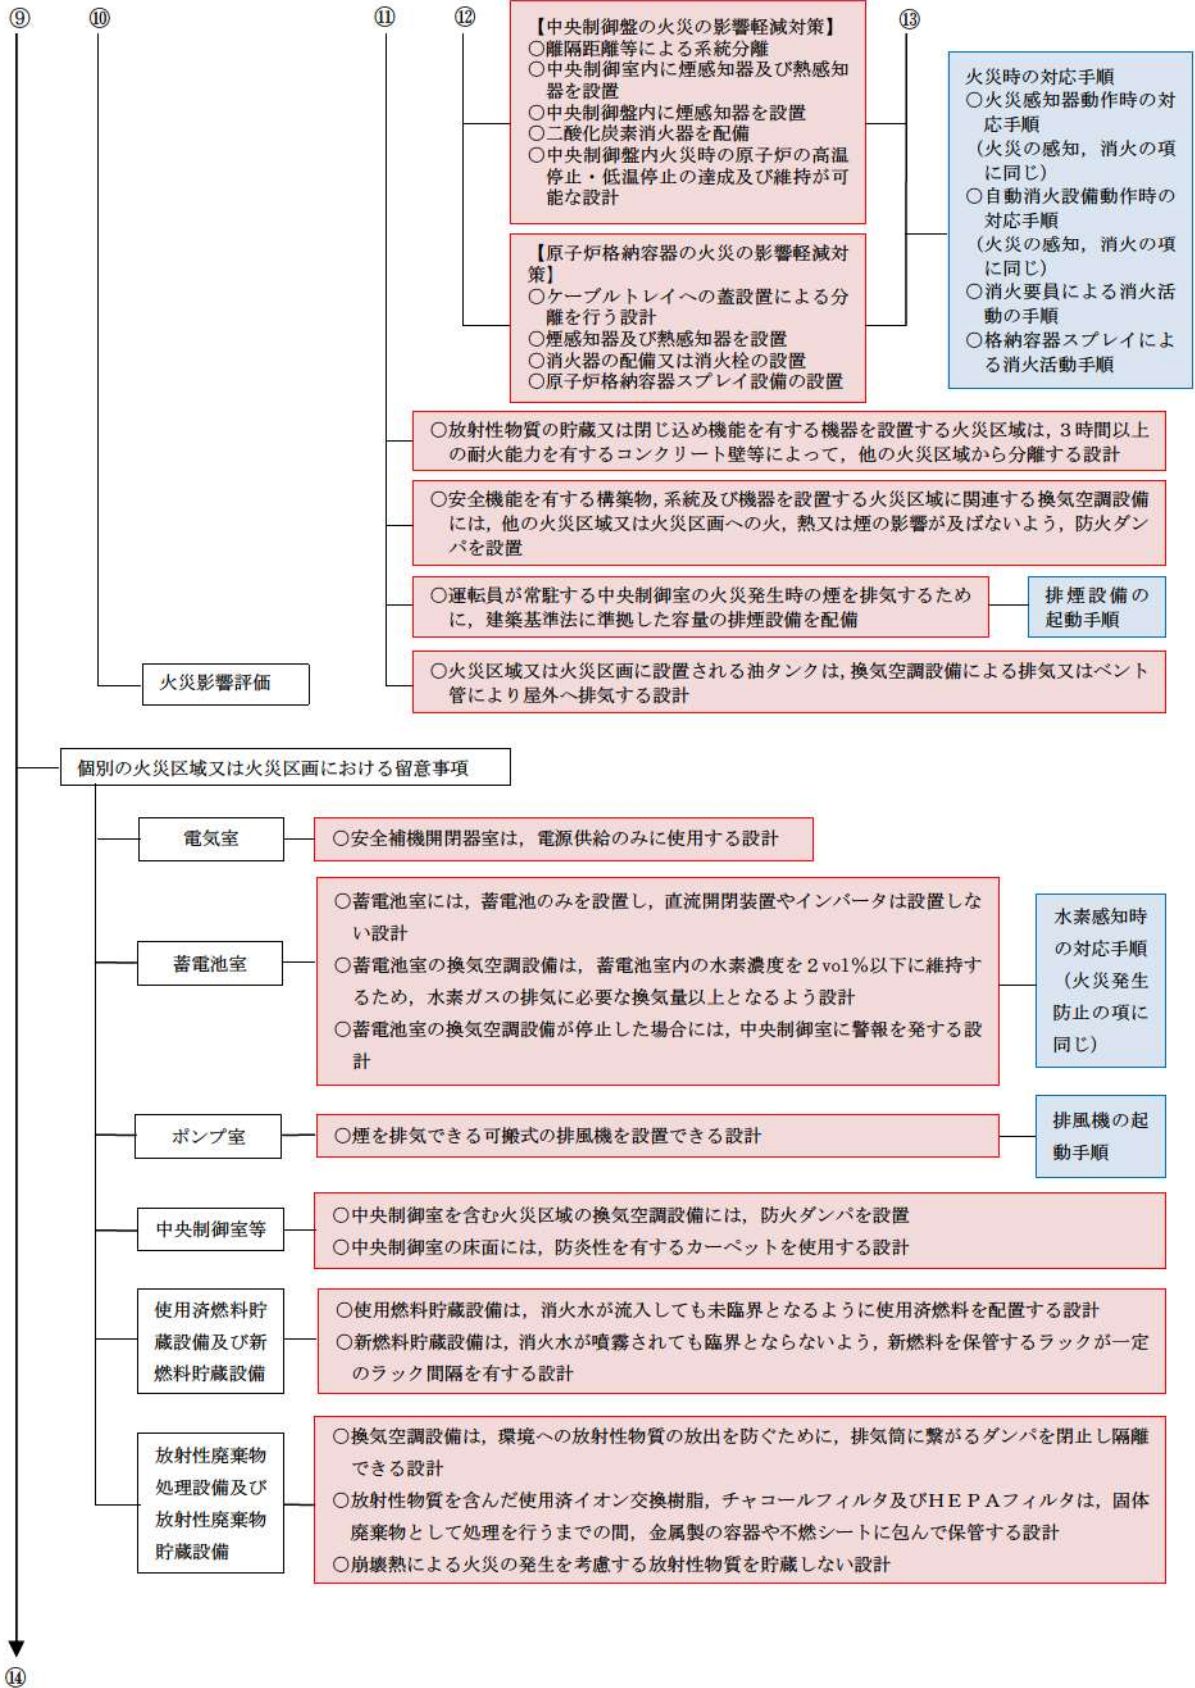 ⑨
⑩
⑪
⑫
⑬
【中央制御盤の火災の影響軽減対策】
○離隔距離等による系統分離
○中央制御室内に煙感知器及び熱感知
器を設置
○中央制御盤内に煙感知器を設置
○二酸化炭素消火器を配備
○中央制御盤内火災時の原子炉の高温
停止・低温停止の達成及び維持が可
能な設計
【原子炉格納容器の火災の影響軽減対
策】
○ケーブルトレイへの蓋設置による分
離を行う設計
○煙感知器及び熱感知器を設置
○消火器の配備又は消火栓の設置
○原子炉格納容器スプレイ設備の設置
火災時の対応手順
○火災感知器動作時の対
応手順
（火災の感知，消火の項
に同じ）
○自動消火設備動作時の
対応手順
（火災の感知，消火の項
に同じ）
○消火要員による消火活
動の手順
○格納容器スプレイによ
る消火活動手順
○放射性物質の貯蔵又は閉じ込め機能を有する機器を設置する火災区域は，３時間以上
の耐火能力を有するコンクリート壁等によって，他の火災区域から分離する設計
○安全機能を有する構築物，系統及び機器を設置する火災区域に関連する換気空調設備
には，他の火災区域又は火災区画への火，熱又は煙の影響が及ばないよう，防火ダン
パを設置
○運転員が常駐する中央制御室の火災発生時の煙を排気するため
に，建築基準法に準拠した容量の排煙設備を配備
排煙設備の
起動手順
火災影響評価
○火災区域又は火災区画に設置される油タンクは，換気空調設備による排気又はベント
管により屋外へ排気する設計
個別の火災区域又は火災区画における留意事項
電気室
○安全補機開閉器室は，電源供給のみに使用する設計
蓄電池室
○蓄電池室には，蓄電池のみを設置し，直流開閉装置やインバータは設置しな
い設計
○蓄電池室の換気空調設備は，蓄電池室内の水素濃度を２vol％以下に維持す
るため，水素ガスの排気に必要な換気量以上となるよう設計
○蓄電池室の換気空調設備が停止した場合には，中央制御室に警報を発する設
計
水素感知時
の対応手順
（火災発生
防止の項に
同じ）
ポンプ室
○煙を排気できる可搬式の排風機を設置できる設計
排風機の起
動手順
中央制御室等
○中央制御室を含む火災区域の換気空調設備には，防火ダンパを設置
○中央制御室の床面には，防炎性を有するカーペットを使用する設計
使用済燃料貯
蔵設備及び新
燃料貯蔵設備
○使用燃料貯蔵設備は，消火水が流入しても未臨界となるように使用済燃料を配置する設計
○新燃料貯蔵設備は，消火水が噴霧されても臨界とならないよう，新燃料を保管するラックが一定
のラック間隔を有する設計
放射性廃棄物
処理設備及び
放射性廃棄物
貯蔵設備
○換気空調設備は，環境への放射性物質の放出を防ぐために，排気筒に繋がるダンパを閉止し隔離
できる設計
○放射性物質を含んだ使用済イオン交換樹脂，チャコールフィルタ及びＨＥＰＡフィルタは，固体
廃棄物として処理を行うまでの間，金属製の容器や不燃シートに包んで保管する設計
○崩壊熱による火災の発生を考慮する放射性物質を貯蔵しない設計
⑭